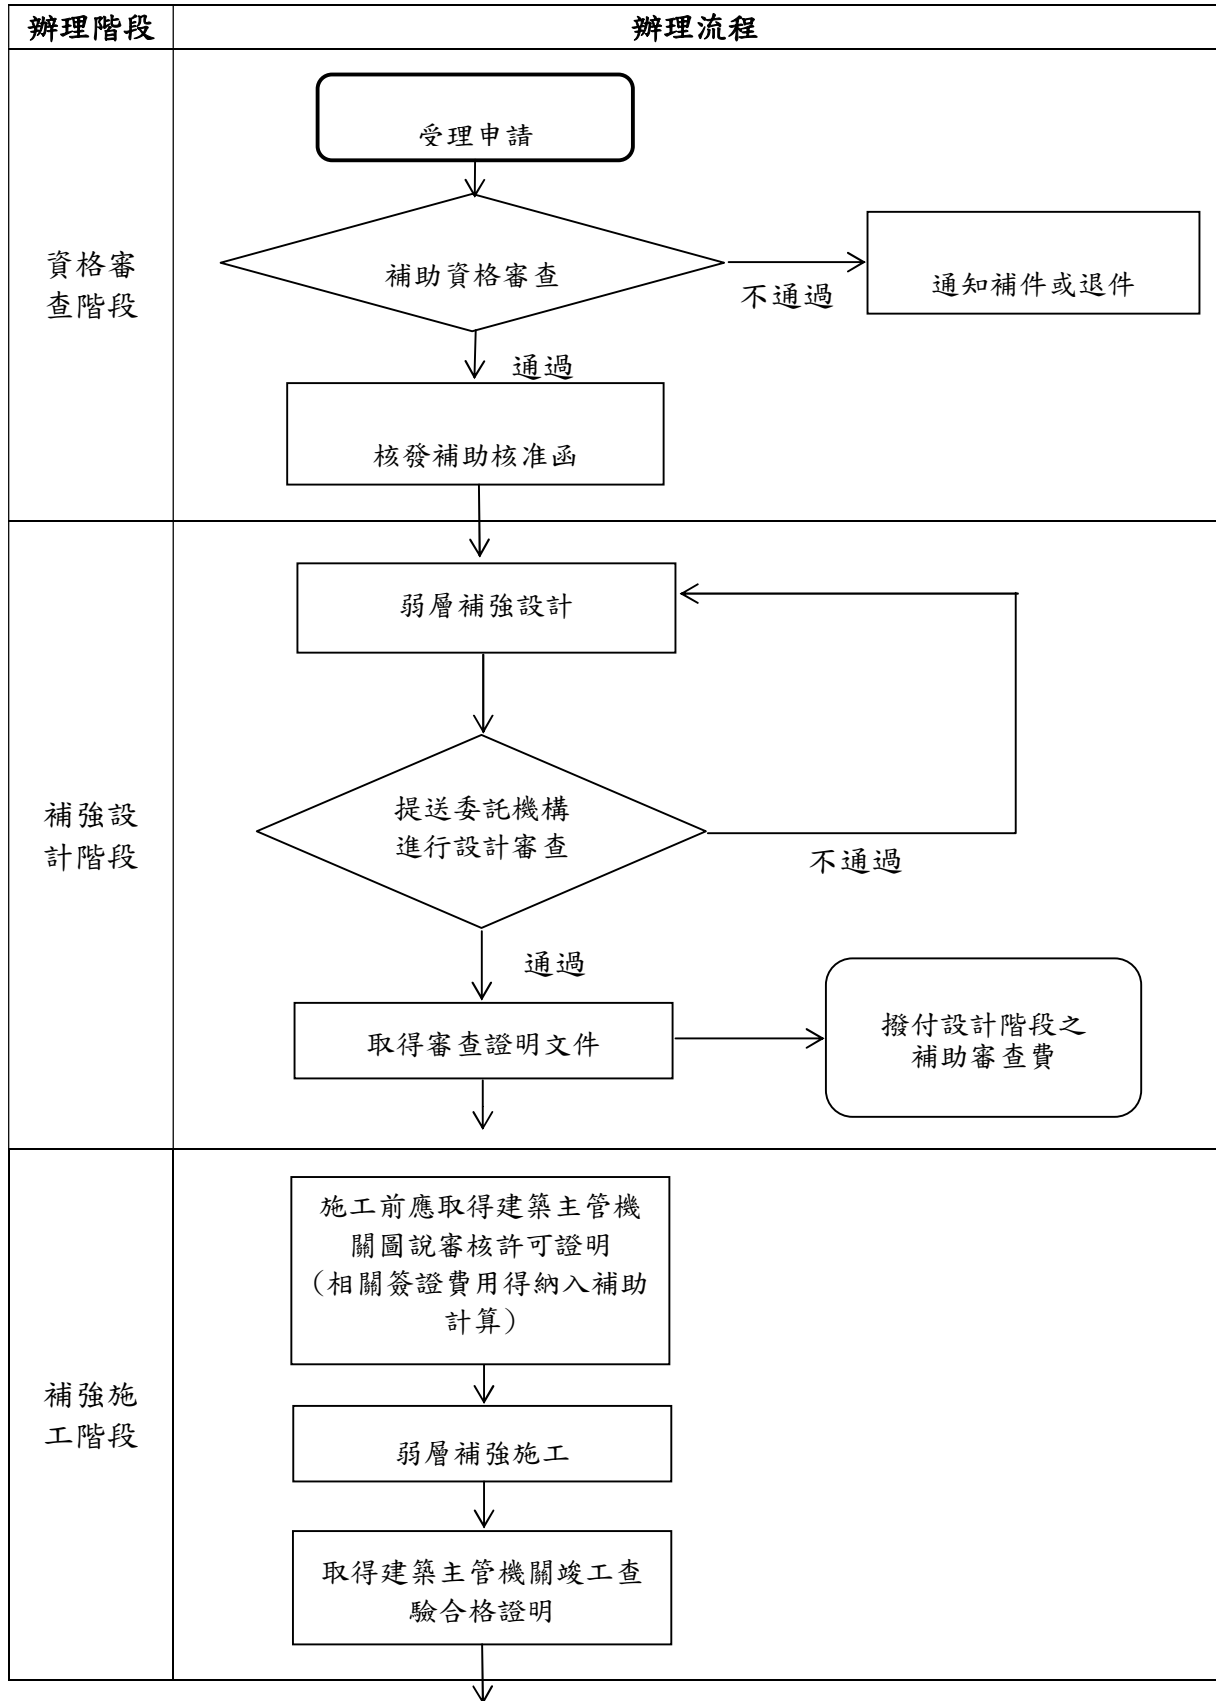 辦理階段
辦理流程
資格審
查階段
受理申請
補助資格審查
不通過
通知補件或退件
通過
核發補助核准函
補強設
計階段
弱層補強設計
提送委託機構
進行設計審查
不通過
通過
取得審查證明文件
撥付設計階段之
補助審查費
補強施
工階段
施工前應取得建築主管機
關圖說審核許可證明
（相關簽證費用得納入補助
計算）
弱層補強施工
取得建築主管機關竣工查
驗合格證明